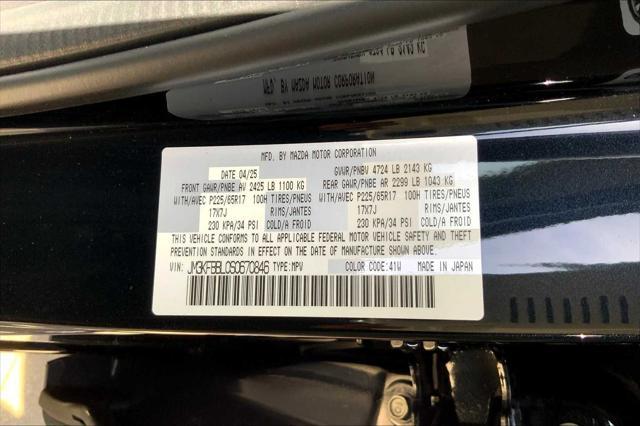 MFD. BY MAZDA MOTOR CORPORATION
MFD. BY MAZDA MOTOR CORPORATION
DATE 04/25 GVWR/PNBV 4724 LB 2143 KG
FRONT GAWR/PNBE AV 2425 LB 1100 KG REAR GAWR/PNBE AR 2299 LB 1043 KG
WITH/AVEC P225/65R17 100H TIRES/PNEUS WITH/AVEC P225/65R17 100H TIRES/PNEUS
17X7J RIMS/JANTES 17X7J RIMS/JANTES
230 KPA/34 PSI COLD/A FROID 230 KPA/34 PSI COLD/A FROID
THIS VEHICLE CONFORMS TO ALL APPLICABLE FEDERAL MOTOR VEHICLE SAFETY AND THEFT
PREVENTION STANDARDS IN EFFECT ON THE DATE OF MANUFACTURE SHOWN ABOVE.
VIN: JM3KFBBL0S0670846 TYPE:MPV COLOR CODE:41W MADE IN JAPAN